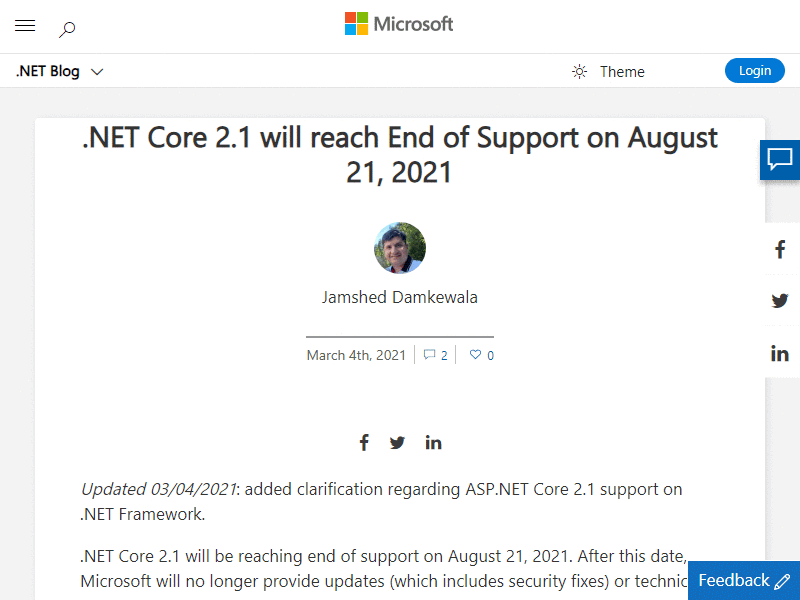 Microsoft
.NET Blog
Theme
Login
.NET Core 2.1 will reach End of Support on August
21, 2021
Jamshed Damkewala
March 4th, 2021 2 0
Updated 03/04/2021: added clarification regarding ASP.NET Core 2.1 support on
.NET Framework.
.NET Core 2.1 will be reaching end of support on August 21, 2021. After this date,
Microsoft will no longer provide updates (which includes security fixes) or technic
Feedback